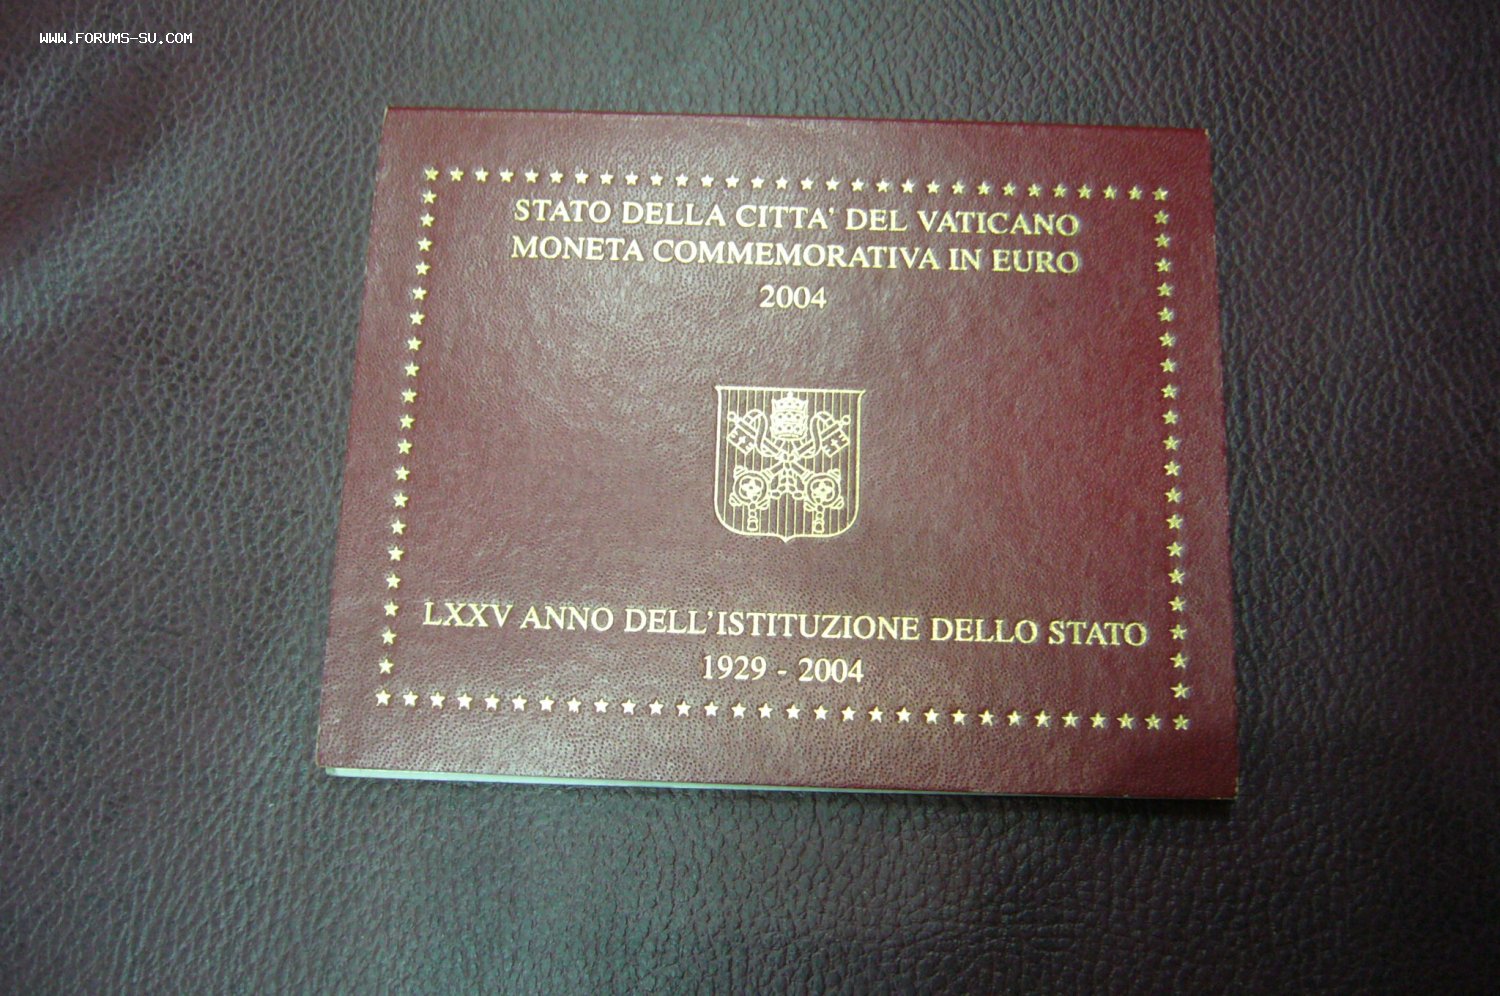 WWW.FORUMS-SU.COM
STATO DELLA CITTA' DEL VATICANO
MONETA COMMEMORATIVA IN EURO
2004
LXXV ANNO DELL'ISTITUZIONE DELLO STATO
1929 - 2004